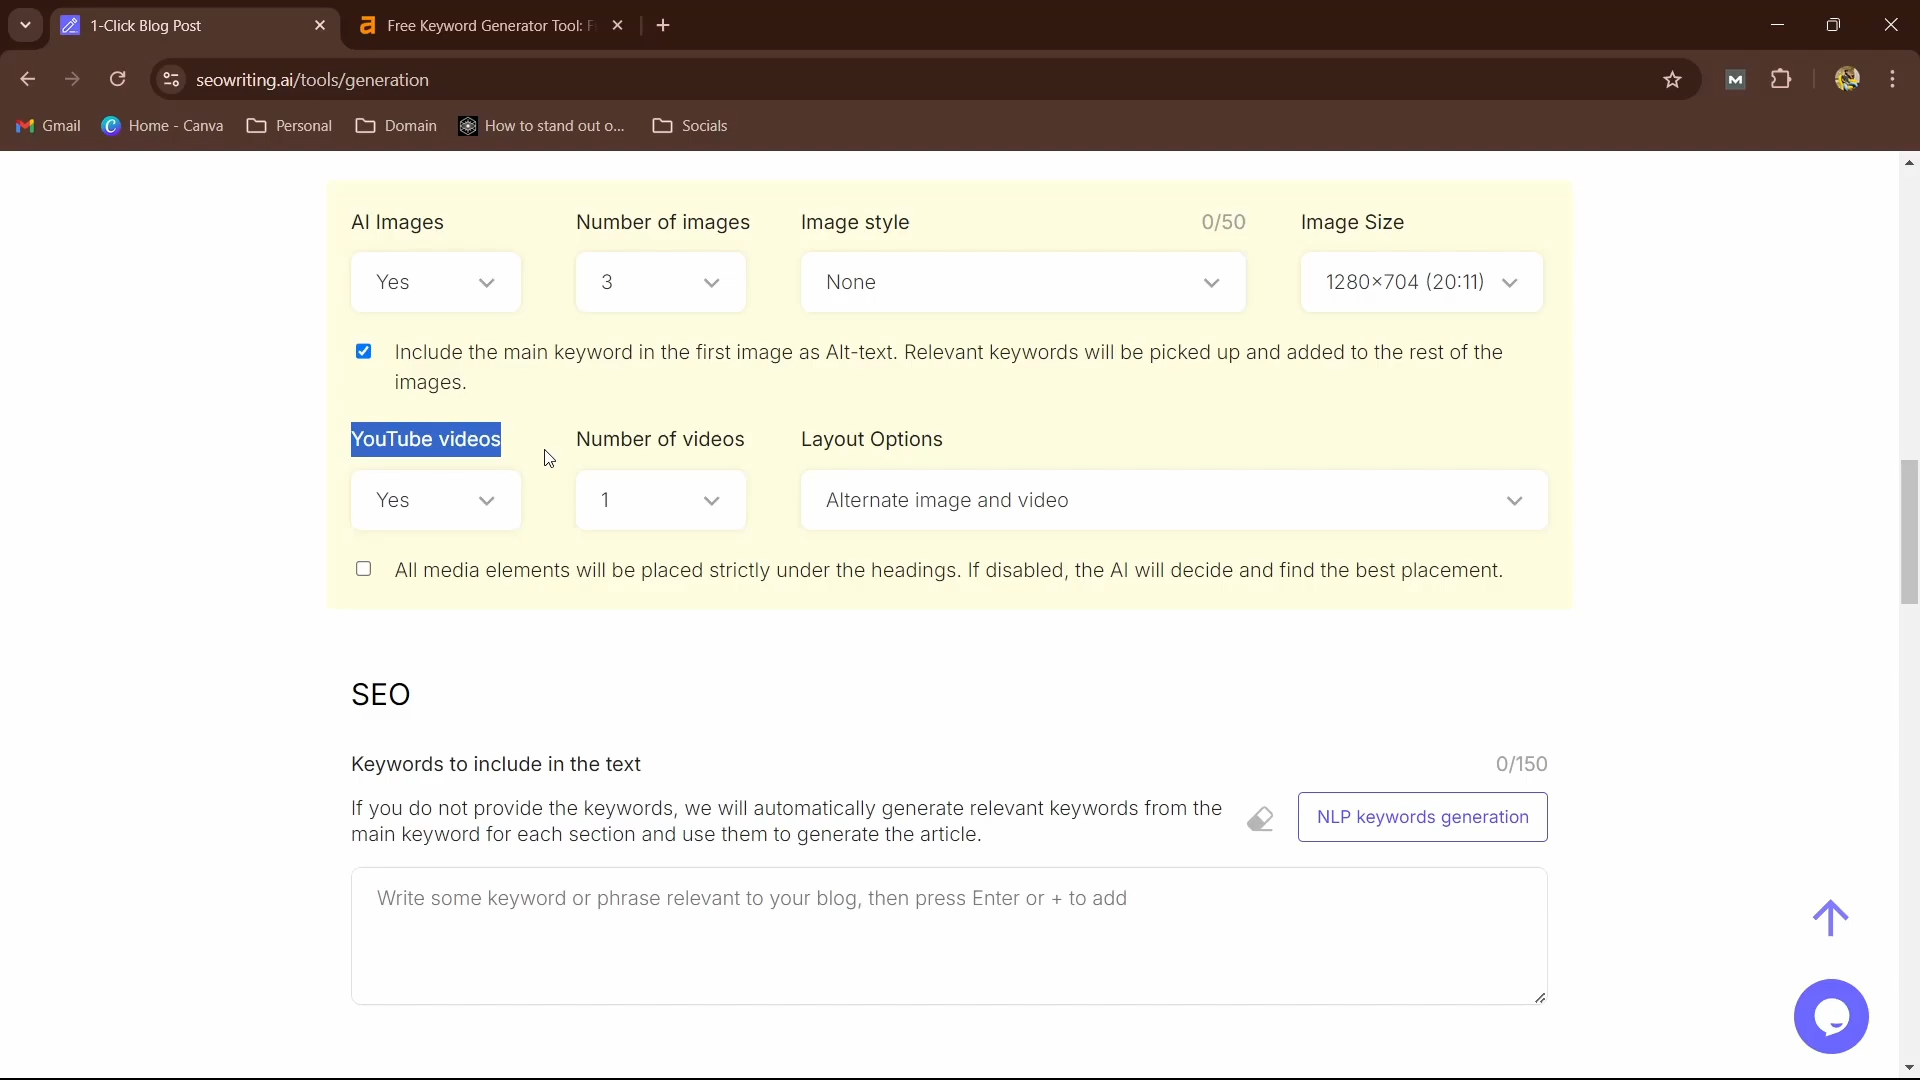 1-Click Blog Post
Free Keyword Generator Tool: F
seowriting.ai/tools/generation
Gmail
Home - Canva
Personal
Domain
How to stand out o...
Socials
AI Images
Number of images
Image style
0/50
Image Size
Yes
3
None
1280×704 (20:11)
Include the main keyword in the first image as Alt-text. Relevant keywords will be picked up and added to the rest of the
images.
YouTube videos
Number of videos
Layout Options
Yes
1
Alternate image and video
All media elements will be placed strictly under the headings. If disabled, the AI will decide and find the best placement.
SEO
Keywords to include in the text
0/150
If you do not provide the keywords, we will automatically generate relevant keywords from the
main keyword for each section and use them to generate the article.
NLP keywords generation
Write some keyword or phrase relevant to your blog, then press Enter or + to add